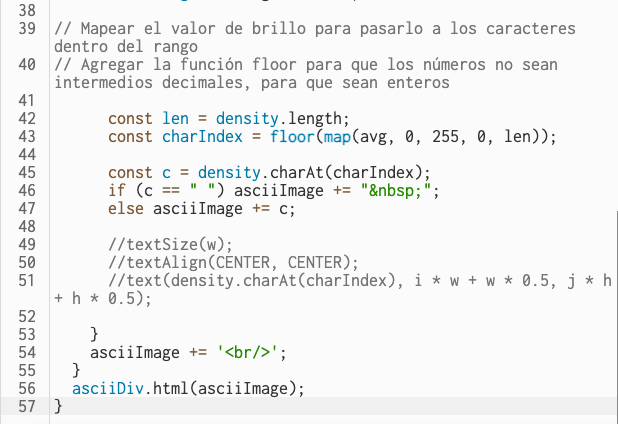 38
39 // Mapear el valor de brillo para pasarlo a los caracteres
dentro del rango
40 // Agregar la función floor para que los números no sean
intermedios decimales, para que sean enteros
41
42 const len = density.length;
43 const charIndex = floor(map(avg, 0, 255, 0, len));
44
45 const c = density.charAt(charIndex);
46 if (c == " ") asciiImage += "&nbsp;";
47 else asciiImage += c;
48
49 //textSize(w);
50 //textAlign(CENTER, CENTER);
51 //text(density.charAt(charIndex), i * w + w * 0.5, j * h
+ h * 0.5);
52
53 }
54 asciiImage += '<br/>';
55 }
56 asciiDiv.html(asciiImage);
57 }